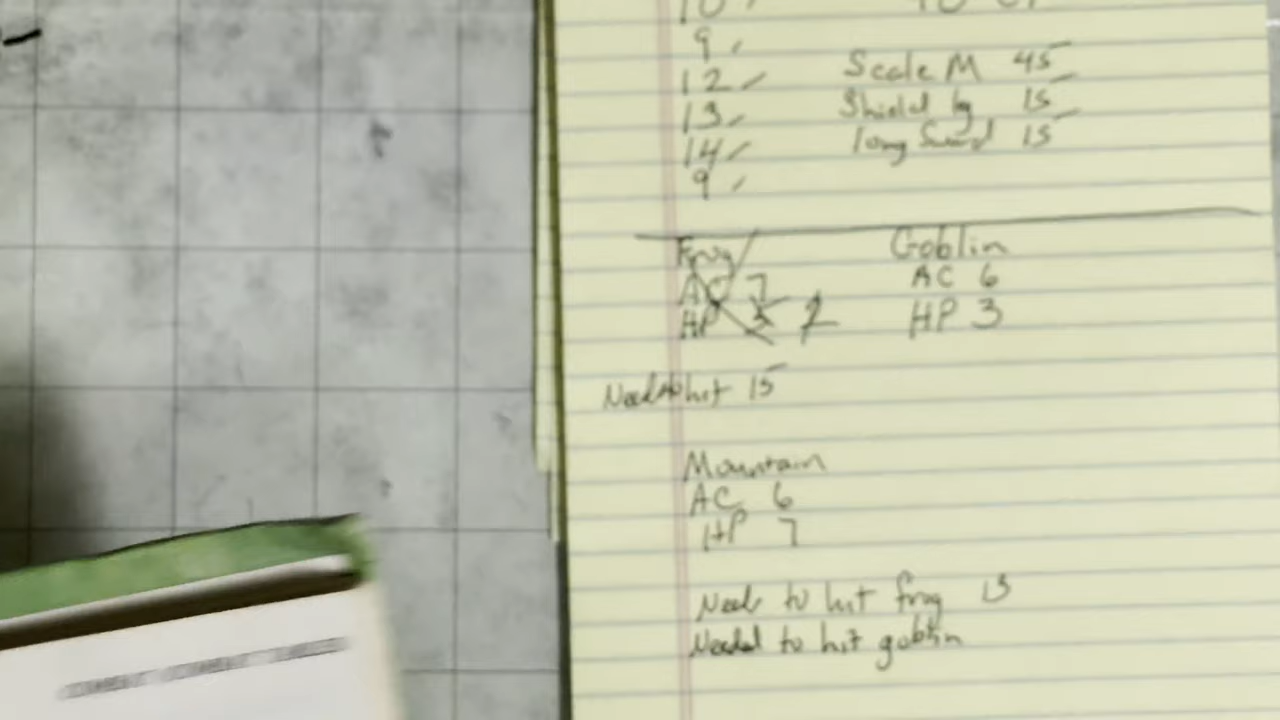 10
9
12 Scale M 45
13 Shield lg 15
14 long Sword 15
9
Frog Goblin
AC 7 AC 6
HP HP 3
Need to hit 15
Mountain
AC 6
HP 7
Need to hit frog 13
Needed to hit goblin